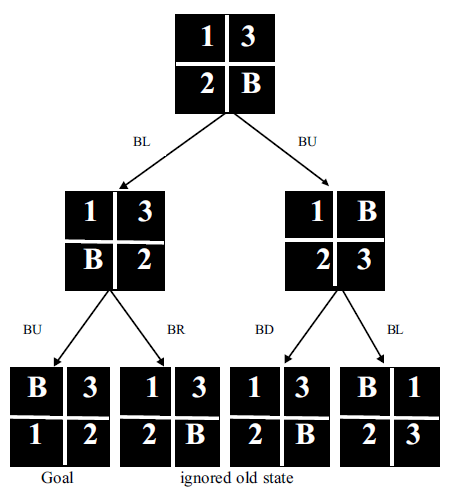 1 3
2 B
BL BU
1 3 1 B
B 2 2 3
BU BR BD BL
B 3 1 3 1 3 B 1
1 2 2 B 2 B 2 3
Goal ignored old state